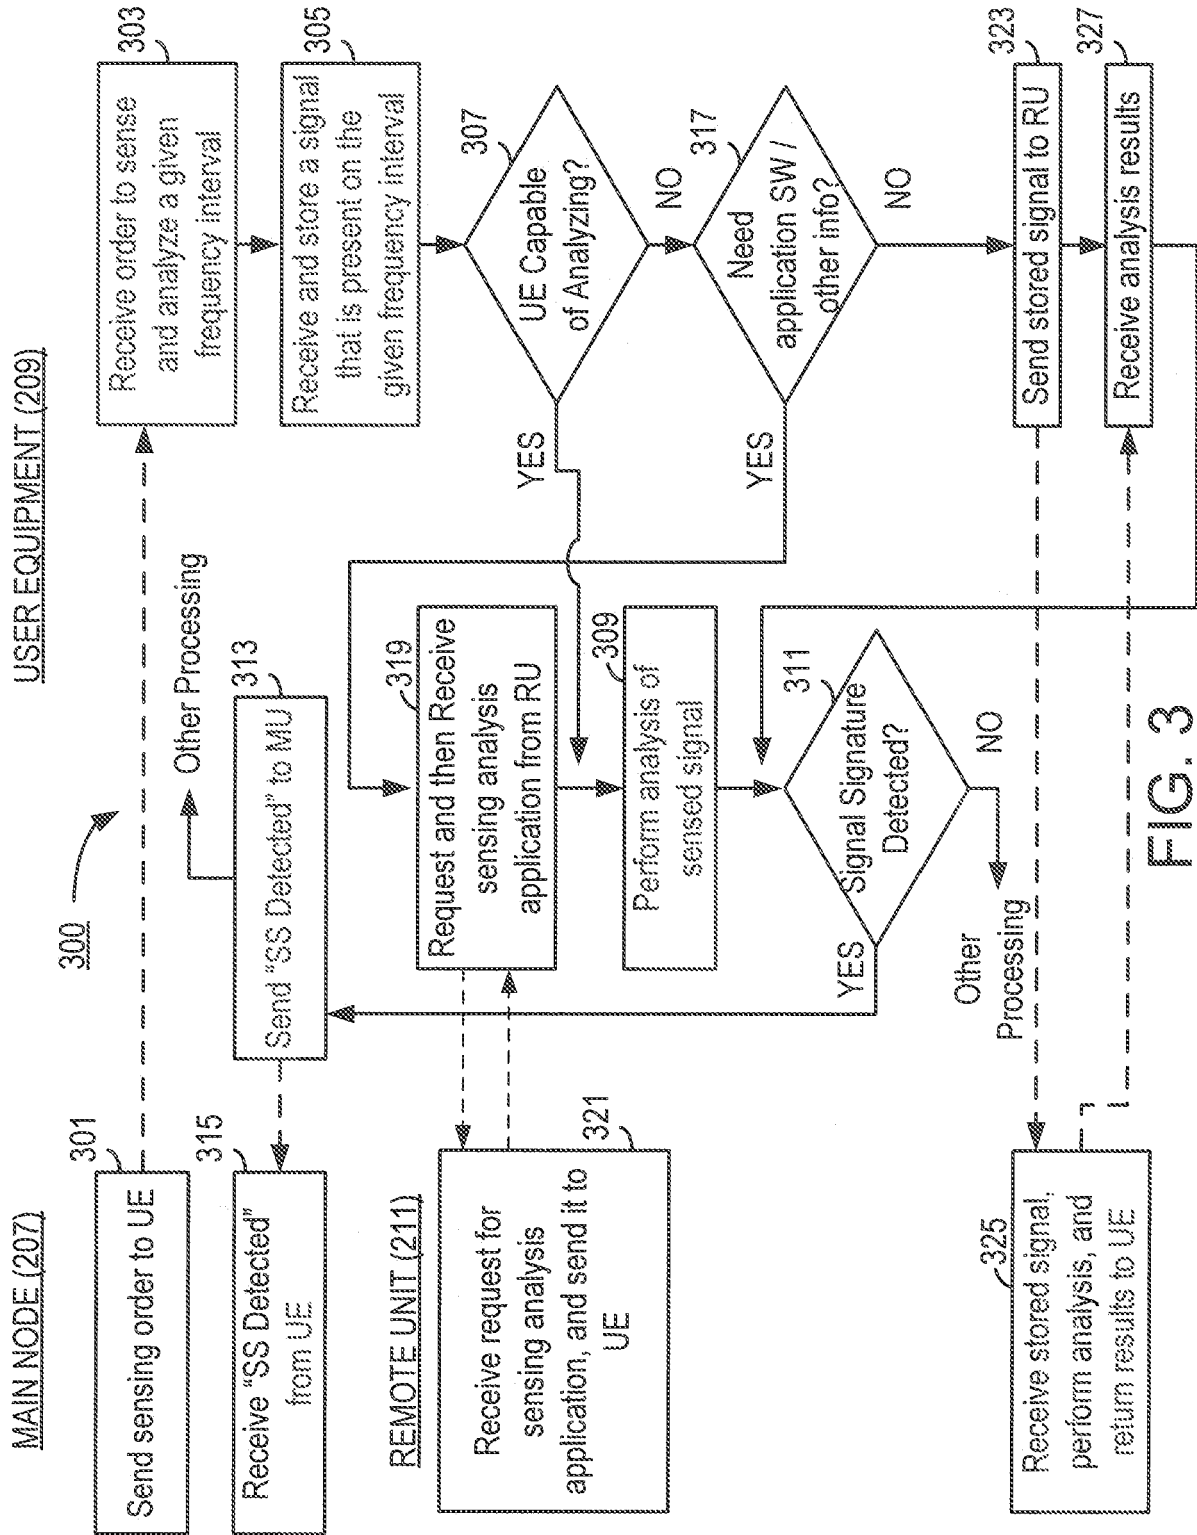 MAIN NODE (207)
USER EQUIPMENT (209)
300
301
Send sensing order to UE
303
Receive order to sense
and analyze a given
frequency interval
305
Receive and store a signal
that is present on the
given frequency interval
307
UE Capable
of Analyzing?
YES
NO
317
Need
application SW /
other info?
YES
NO
323
Send stored signal to RU
327
Receive analysis results
Other Processing
313
Send "SS Detected" to MU
315
Receive "SS Detected"
from UE
319
Request and then Receive
sensing analysis
application from RU
309
Perform analysis of
sensed signal
311
Signal Signature
Detected?
YES
NO
Other
Processing
REMOTE UNIT (211)
321
Receive request for
sensing analysis
application, and send it to
UE
325
Receive stored signal,
perform analysis, and
return results to UE
FIG. 3